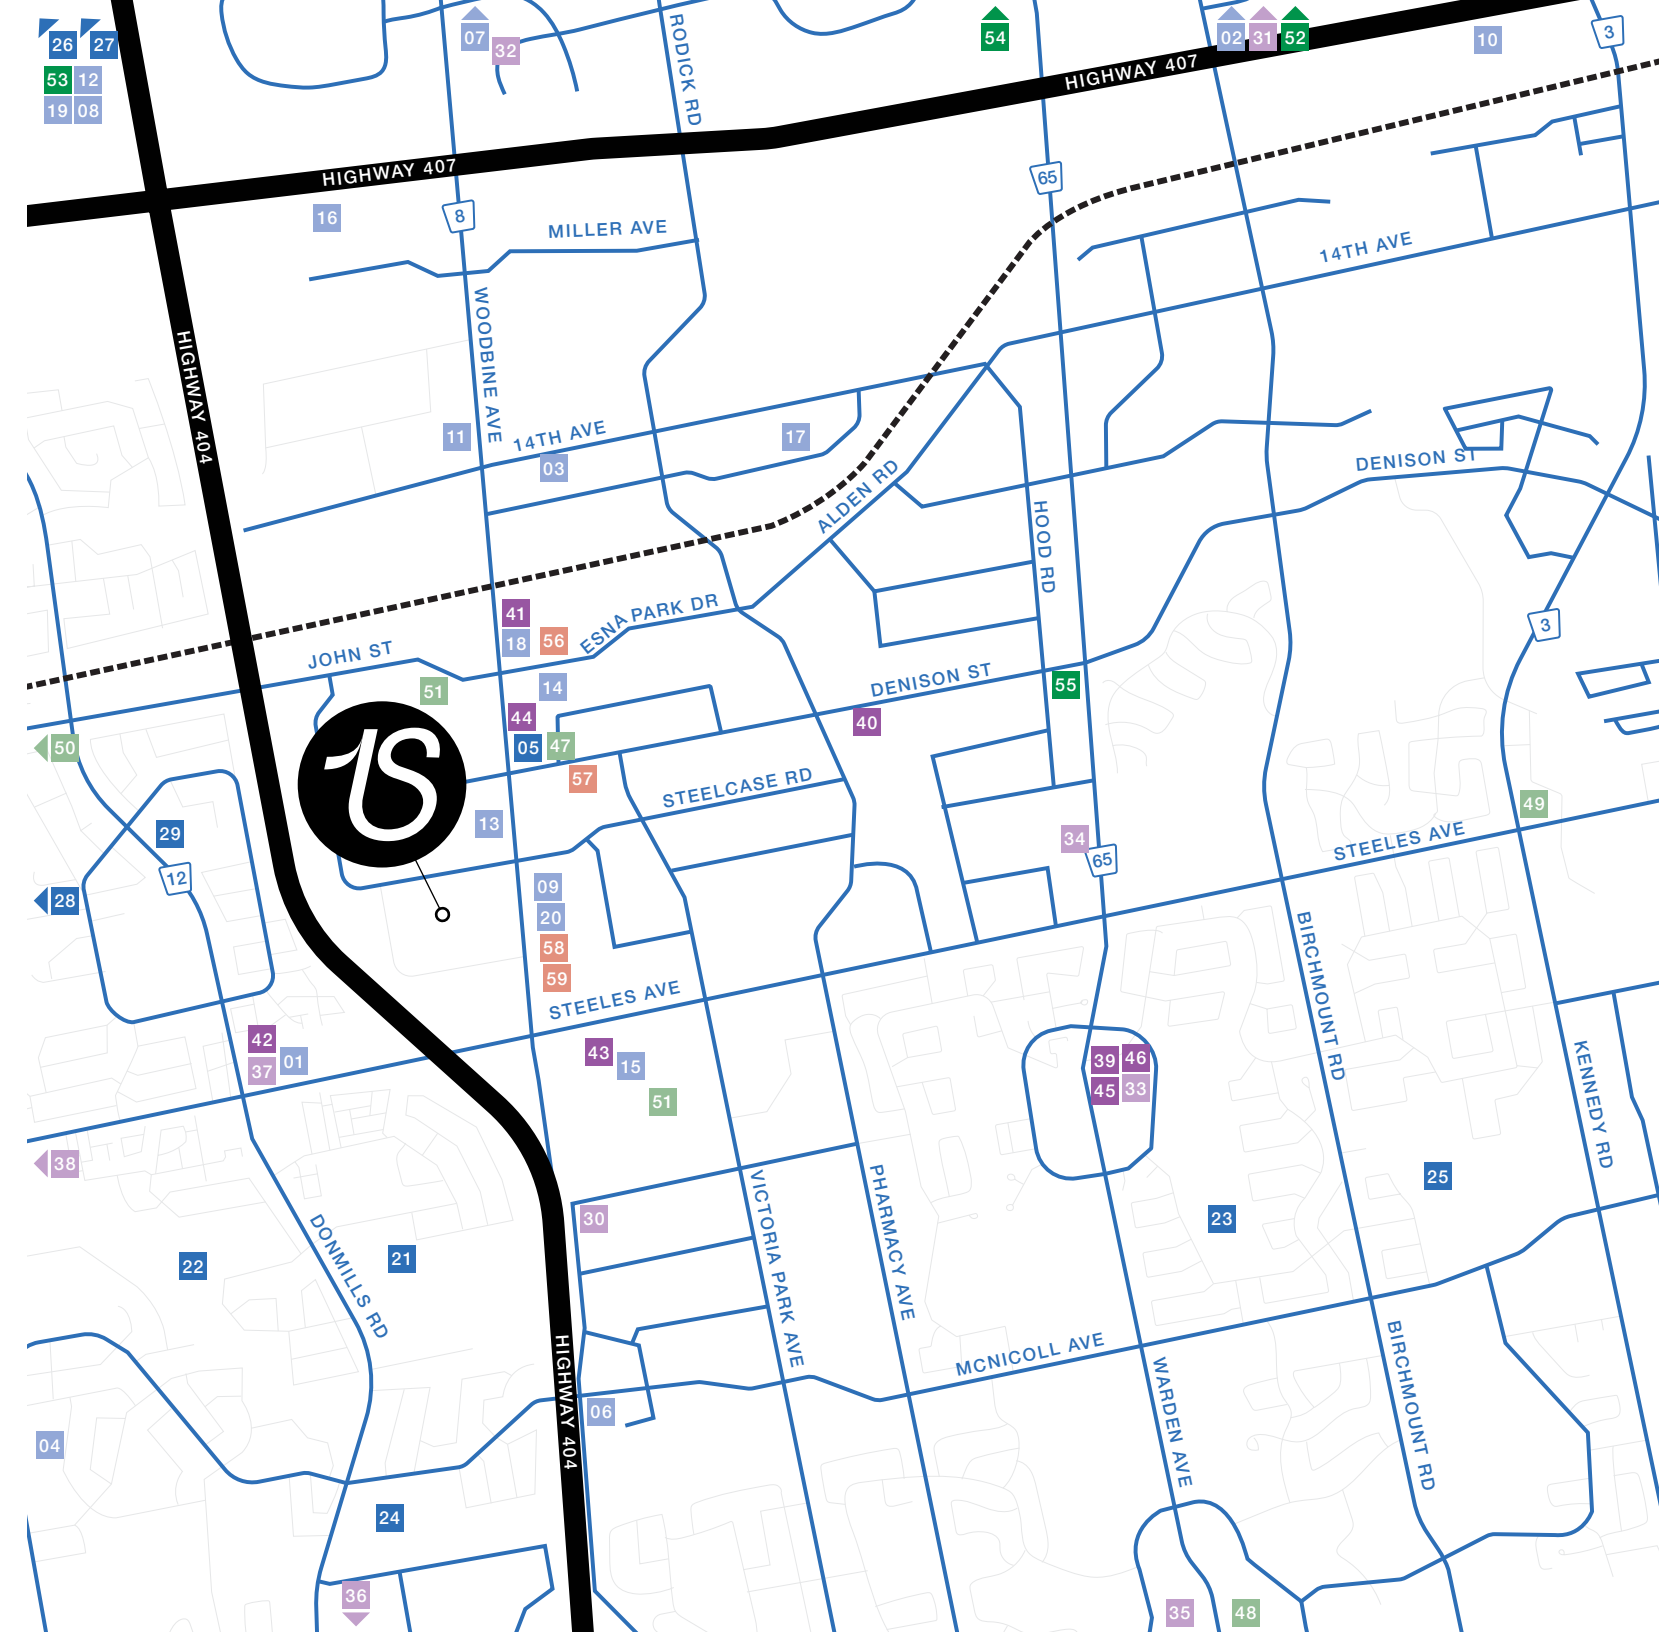 26 27
53 12
19 08
07
32
RODICK RD
54
02 31 52
10
3
HIGHWAY 407
HIGHWAY 407
65
16
8
MILLER AVE
14TH AVE
WOODBINE AVE
HIGHWAY 404
11
14TH AVE
03
17
ALDEN RD
DENISON ST
HOOD RD
41
18 56
ESNA PARK DR
JOHN ST
51
14
44
05 47
57
DENISON ST
55
40
3
50
1S
STEELCASE RD
13
29
12
28
34
65
49
STEELES AVE
09
20
58
59
STEELES AVE
BIRCHMOUNT RD
KENNEDY RD
42
37 01
43
15
51
39 46
45 33
38
25
23
30
22
21
DONMILLS RD
VICTORIA PARK AVE
PHARMACY AVE
MCNICOLL AVE
HIGHWAY 404
06
04
WARDEN AVE
BIRCHMOUNT RD
24
36
35
48